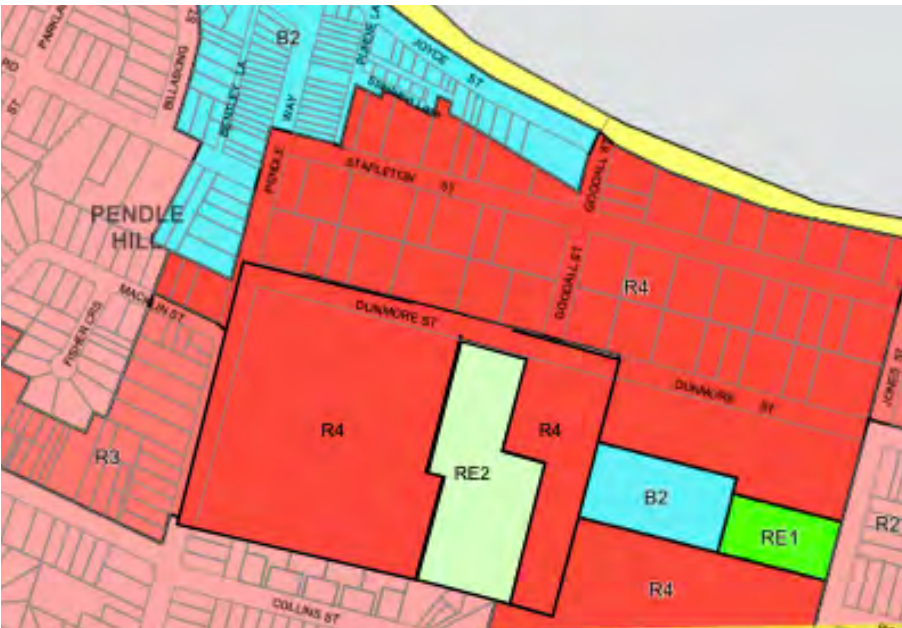 ST
PARKLA
RD
ST
BILLABONG
B2
BENTLEY LA
WAY
PENDLE LA
JOYCE ST
PENDLE
STAPLETON ST
GOODALL ST
PENDLE
HILL
R4
GOODALL ST
MACKLIN ST
DUNMORE ST
FISHER CRS
DUNMORE ST
JONES ST
R4
R4
R3
RE2
B2
R2
RE1
R4
COLLINS ST